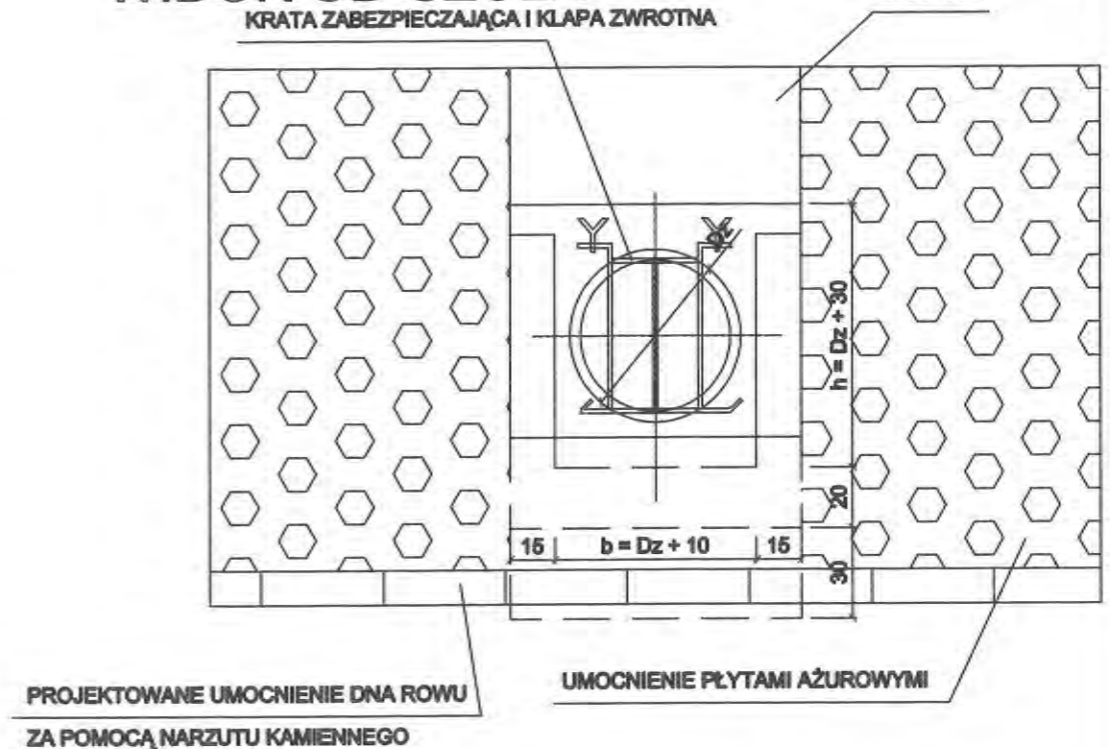 KRATA ZABEZPIECZAJĄCA I KLAPA ZWROTNA
Dz
h = Dz + 30
20
15 b = Dz + 10 15
30
UMOCNIENIE PŁYTAMI AŻUROWYMI
PROJEKTOWANE UMOCNIENIE DNA ROWU
ZA POMOCĄ NARZUTU KAMIENNEGO